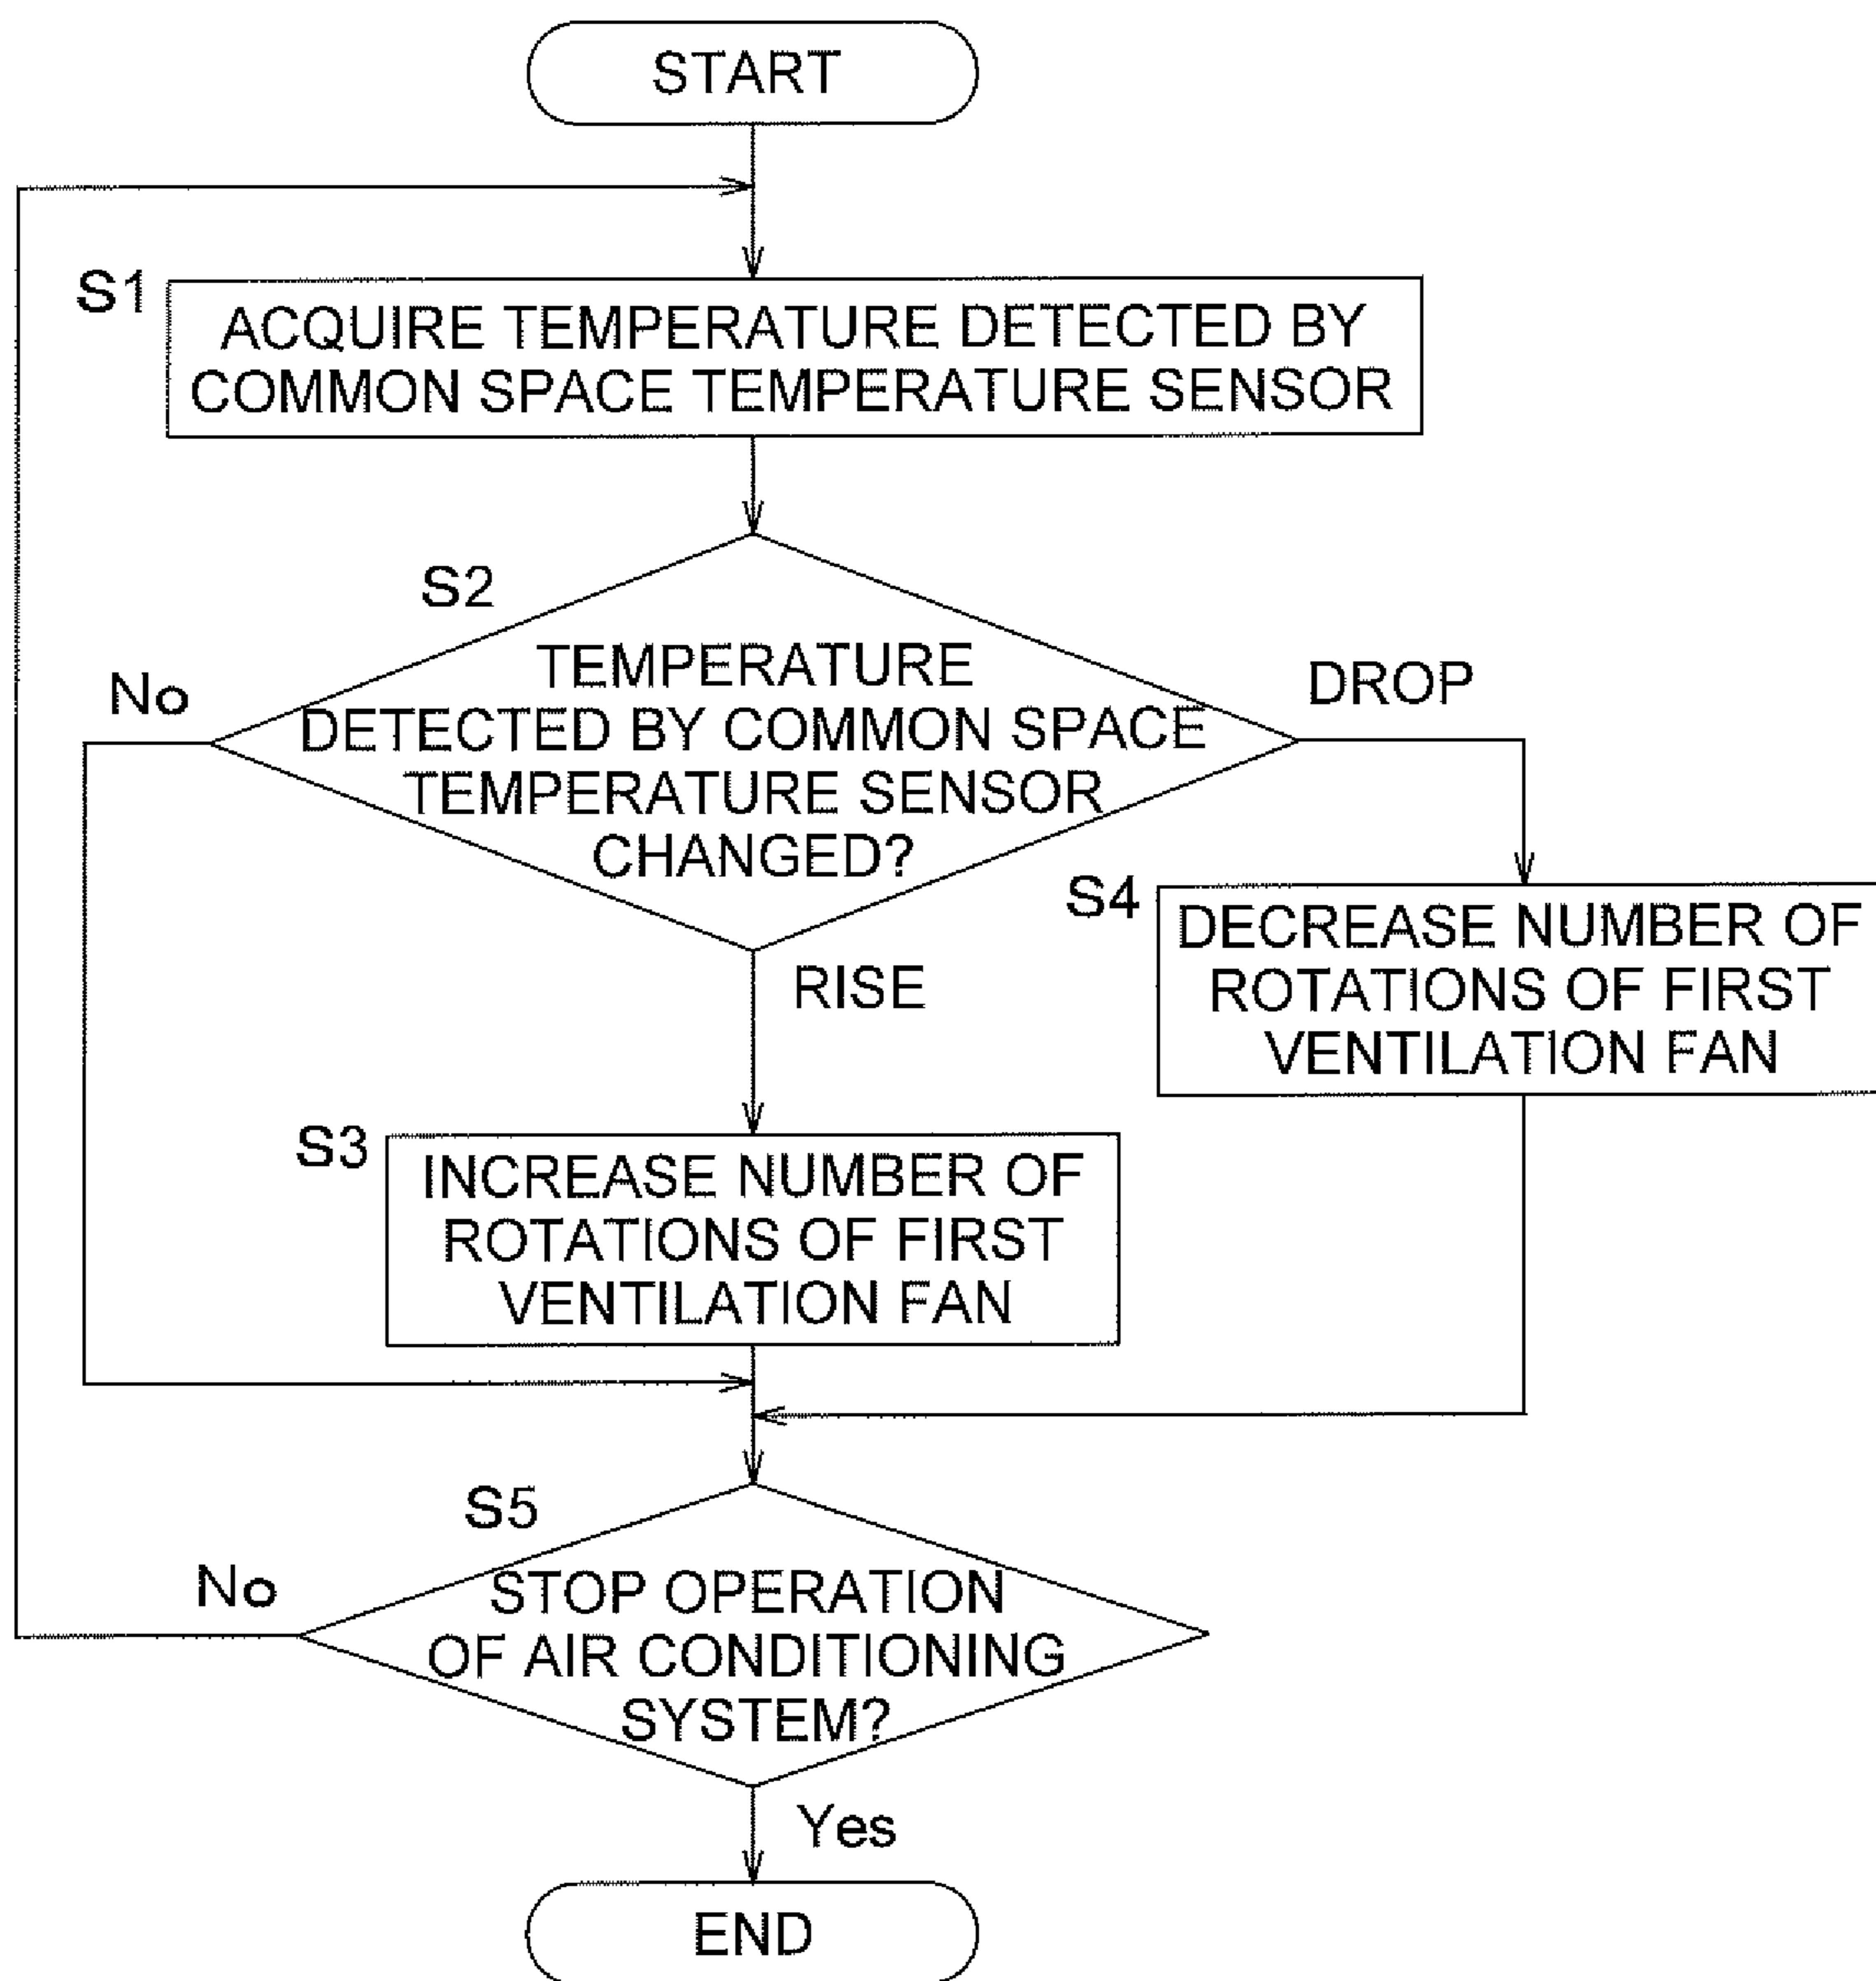 START
S1
ACQUIRE TEMPERATURE DETECTED BY
COMMON SPACE TEMPERATURE SENSOR
S2
TEMPERATURE
DETECTED BY COMMON SPACE
TEMPERATURE SENSOR
CHANGED?
No
DROP
RISE
S4
DECREASE NUMBER OF
ROTATIONS OF FIRST
VENTILATION FAN
S3
INCREASE NUMBER OF
ROTATIONS OF FIRST
VENTILATION FAN
S5
STOP OPERATION
OF AIR CONDITIONING
SYSTEM?
No
Yes
END